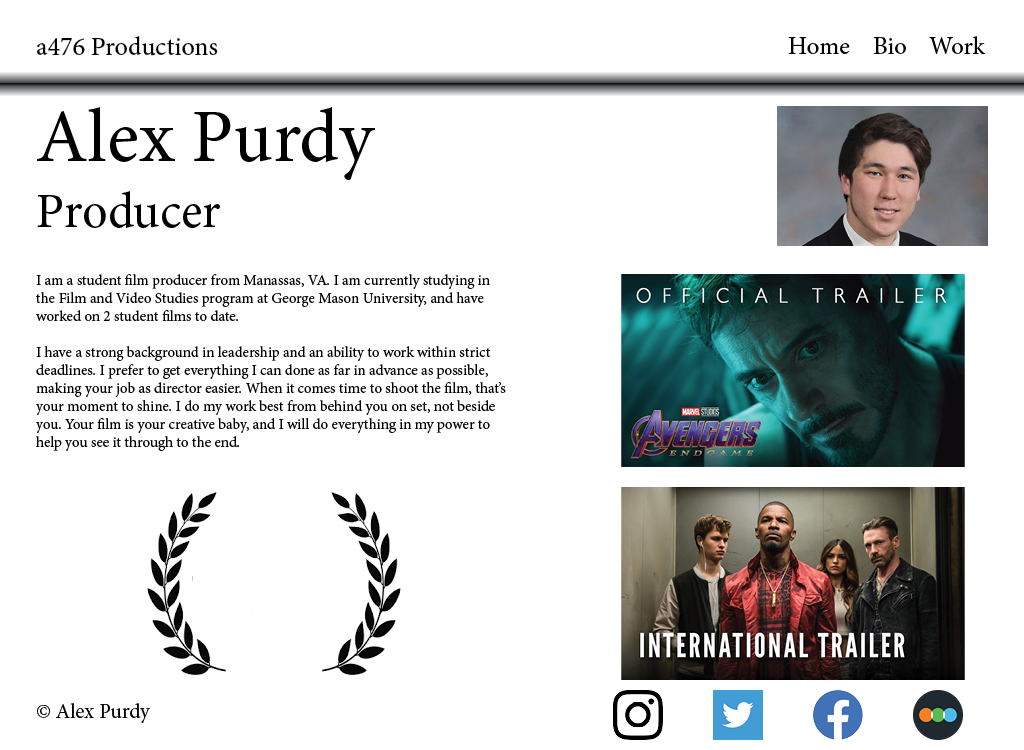 a476 Productions
Home Bio Work
Alex Purdy
Producer
I am a student film producer from Manassas, VA. I am currently studying in
the Film and Video Studies program at George Mason University, and have
worked on 2 student films to date.
I have a strong background in leadership and an ability to work within strict
deadlines. I prefer to get everything I can done as far in advance as possible,
making your job as director easier. When it comes time to shoot the film, that’s
your moment to shine. I do my work best from behind you on set, not beside
you. Your film is your creative baby, and I will do everything in my power to
help you see it through to the end.
OFFICIAL TRAILER
MARVEL STUDIOS
AVENGERS
ENDGAME
INTERNATIONAL TRAILER
© Alex Purdy